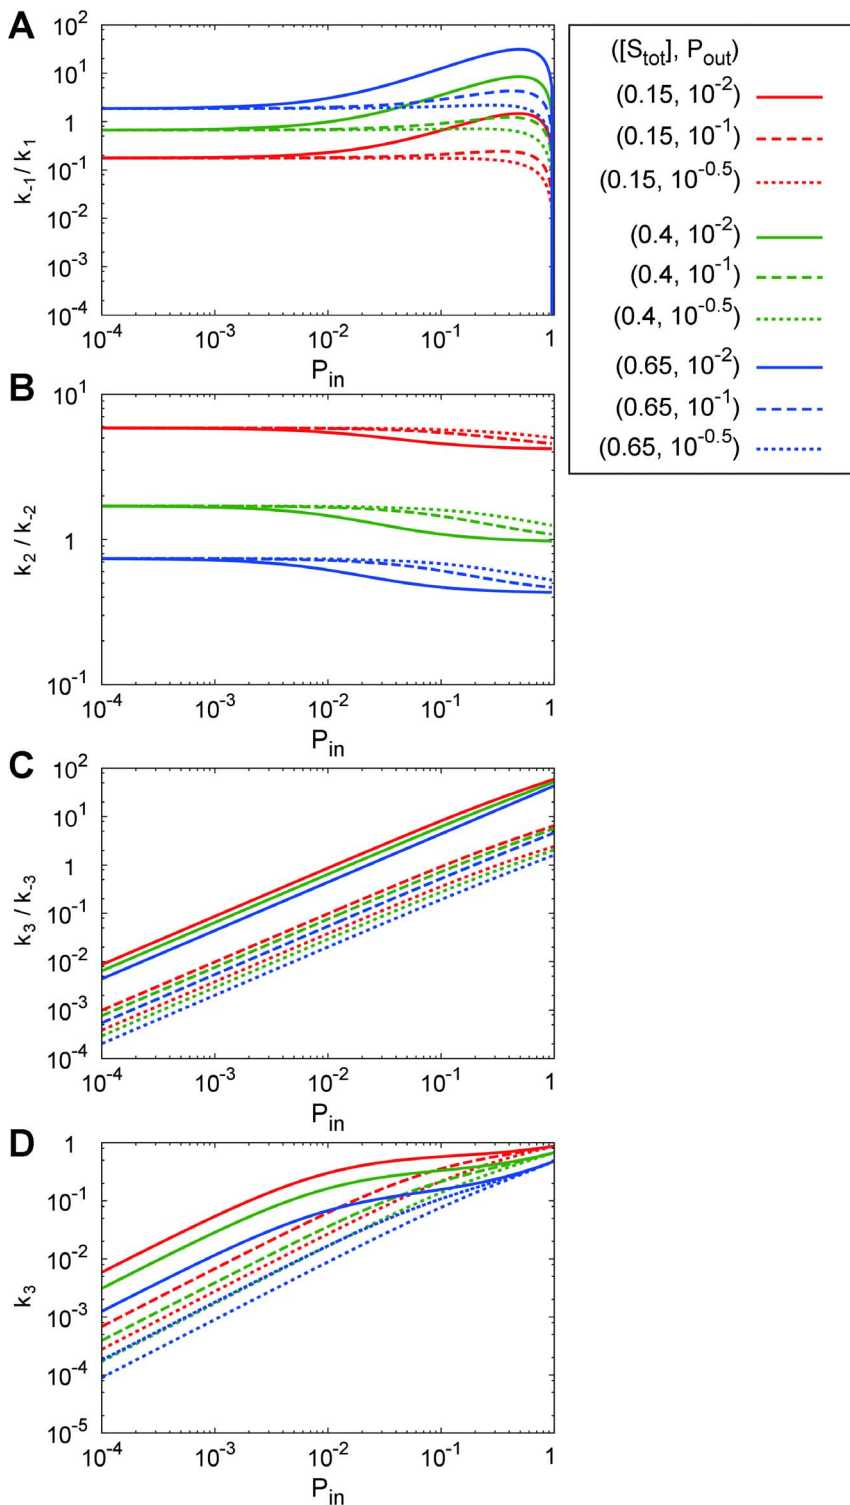 A
10^2
10^1
1
10^-1
10^-2
10^-3
10^-4
k_-1 / k_1
10^-4 10^-3 10^-2 10^-1 1
P_in
([S_tot], P_out)
(0.15, 10^-2)
(0.15, 10^-1)
(0.15, 10^-0.5)
(0.4, 10^-2)
(0.4, 10^-1)
(0.4, 10^-0.5)
(0.65, 10^-2)
(0.65, 10^-1)
(0.65, 10^-0.5)
B
10^1
1
10^-1
k_2 / k_-2
10^-4 10^-3 10^-2 10^-1 1
P_in
C
10^2
10^1
1
10^-1
10^-2
10^-3
10^-4
k_3 / k_-3
10^-4 10^-3 10^-2 10^-1 1
P_in
D
1
10^-1
10^-2
10^-3
10^-4
10^-5
k_3
10^-4 10^-3 10^-2 10^-1 1
P_in